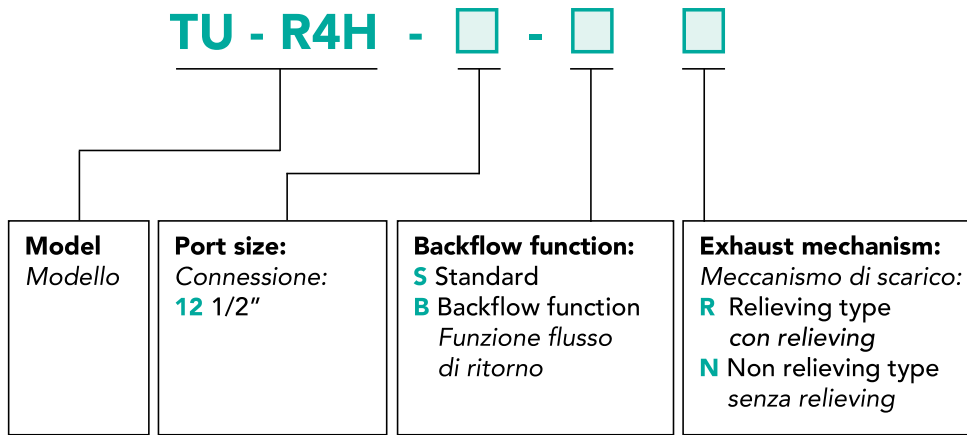 TU - R4H - □ - □ □
Model
Modello
Port size:
Connessione:
12 1/2”
Backflow function:
S Standard
B Backflow function
Funzione flusso
di ritorno
Exhaust mechanism:
Meccanismo di scarico:
R Relieving type
con relieving
N Non relieving type
senza relieving